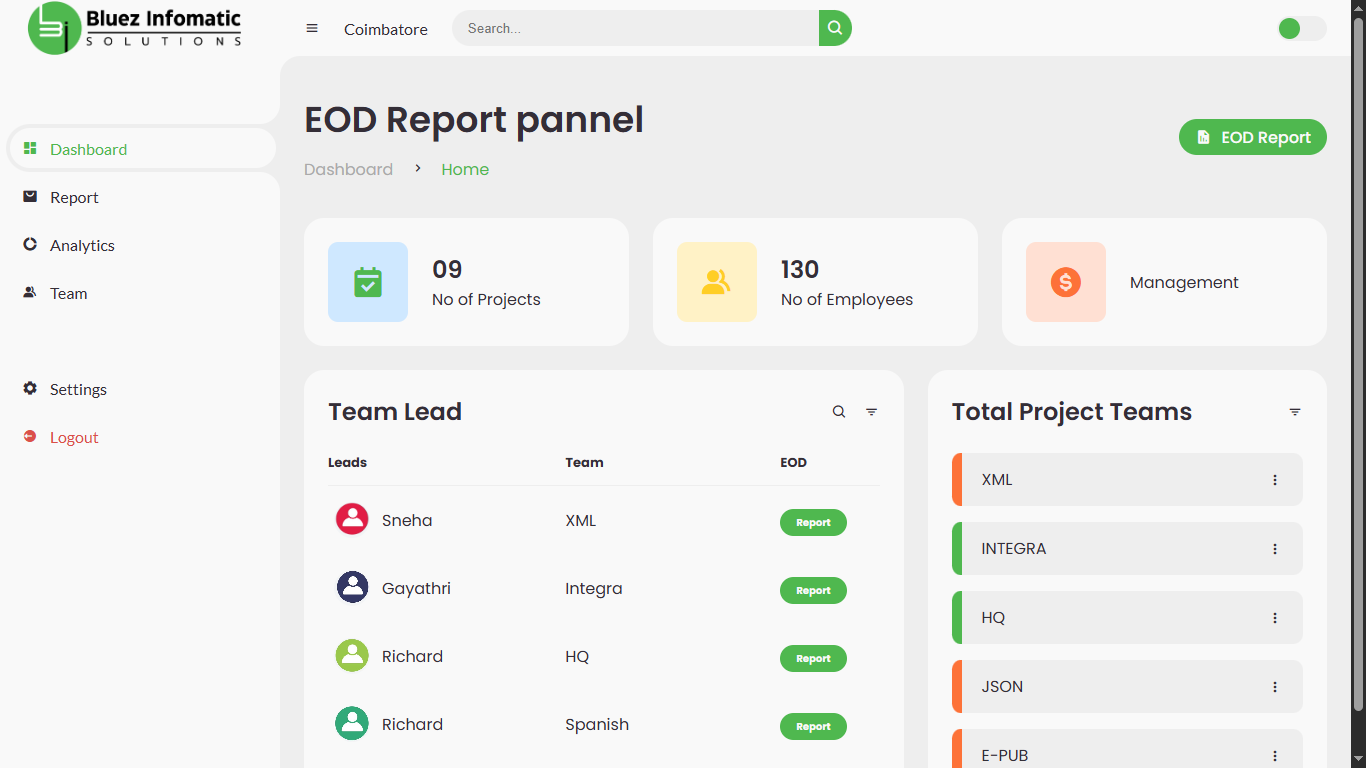 Bluez Infomatic
SOLUTIONS
Coimbatore
Search...
Dashboard
Report
Analytics
Team
Settings
Logout
EOD Report pannel
Dashboard > Home
EOD Report
09
No of Projects
130
No of Employees
Management
Team Lead
Leads Team EOD
Sneha XML Report
Gayathri Integra Report
Richard HQ Report
Richard Spanish Report
Total Project Teams
XML
INTEGRA
HQ
JSON
E-PUB